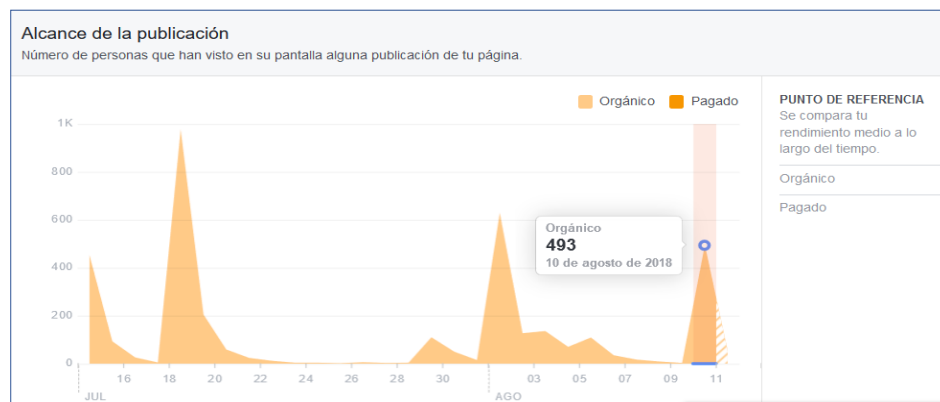 Alcance de la publicación
Número de personas que han visto en su pantalla alguna publicación de tu página.
Orgánico
Pagado
1K
800
600
400
200
0
16
18
20
22
24
26
28
30
03
05
07
09
11
JUL
AGO
Orgánico
493
10 de agosto de 2018
PUNTO DE REFERENCIA
Se compara tu
rendimiento medio a lo
largo del tiempo.
Orgánico
Pagado